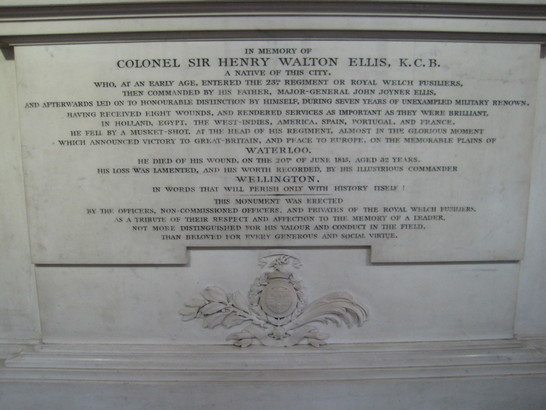 IN MEMORY OF
COLONEL SIR HENRY WALTON ELLIS, K.C.B.
A NATIVE OF THIS CITY,
WHO, AT AN EARLY AGE, ENTERED THE 23RD REGIMENT OR ROYAL WELCH FUSILIERS,
THEN COMMANDED BY HIS FATHER, MAJOR-GENERAL JOHN JOYNER ELLIS,
AND AFTERWARDS LED ON TO HONOURABLE DISTINCTION BY HIMSELF, DURING SEVEN YEARS OF UNEXAMPLED MILITARY RENOWN,
HAVING RECEIVED EIGHT WOUNDS, AND RENDERED SERVICES AS IMPORTANT AS THEY WERE BRILLIANT,
IN HOLLAND, EGYPT, THE WEST-INDIES, AMERICA, SPAIN, PORTUGAL, AND FRANCE,
HE FELL BY A MUSKET-SHOT, AT THE HEAD OF HIS REGIMENT, ALMOST IN THE GLORIOUS MOMENT
WHICH ANNOUNCED VICTORY TO GREAT-BRITAIN, AND PEACE TO EUROPE, ON THE MEMORABLE PLAINS OF
WATERLOO.
HE DIED OF HIS WOUND, ON THE 20TH OF JUNE 1815, AGED 32 YEARS.
HIS LOSS WAS LAMENTED, AND HIS WORTH RECORDED, BY HIS ILLUSTRIOUS COMMANDER
WELLINGTON,
IN WORDS THAT WILL PERISH ONLY WITH HISTORY ITSELF!
THIS MONUMENT WAS ERECTED
BY THE OFFICERS, NON-COMMISSIONED OFFICERS, AND PRIVATES OF THE ROYAL WELCH FUSILIERS,
AS A TRIBUTE OF THEIR RESPECT AND AFFECTION TO THE MEMORY OF A LEADER,
NOT MORE DISTINGUISHED FOR HIS VALOUR AND CONDUCT IN THE FIELD,
THAN BELOVED FOR EVERY GENEROUS AND SOCIAL VIRTUE.